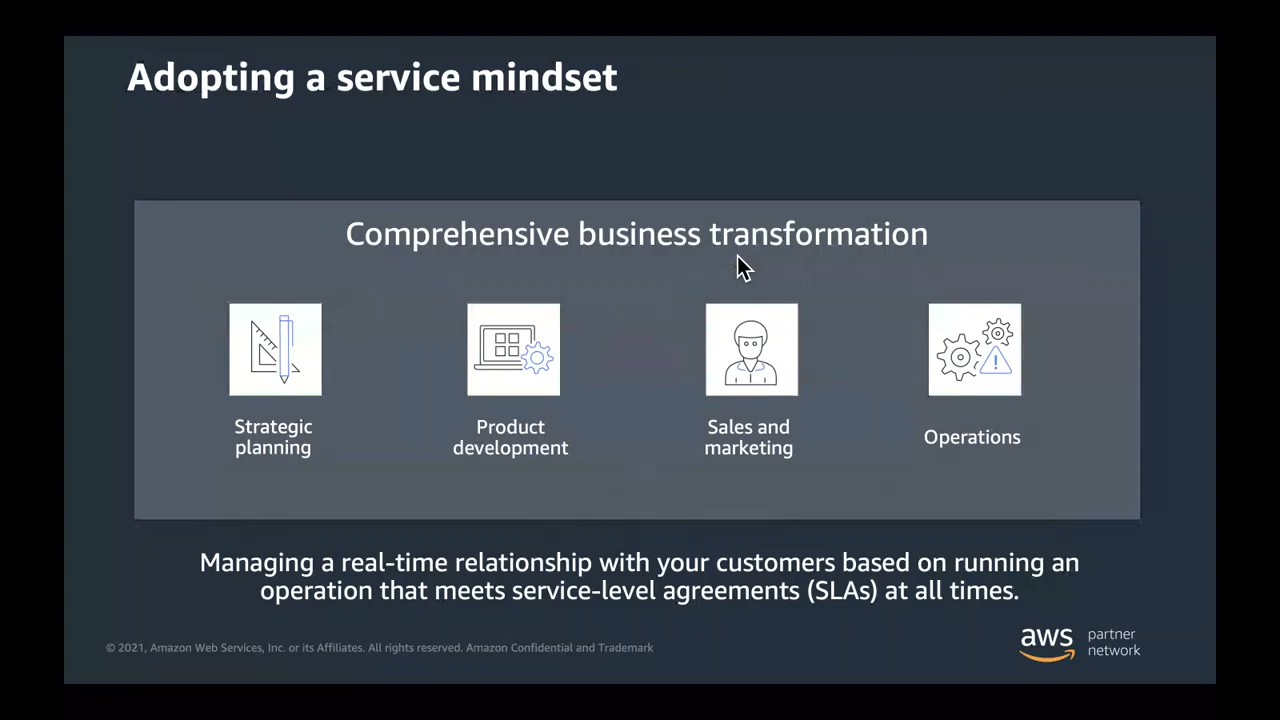 Adopting a service mindset
Comprehensive business transformation
Strategic
planning
Product
development
Sales and
marketing
Operations
Managing a real-time relationship with your customers based on running an
operation that meets service-level agreements (SLAs) at all times.
© 2021, Amazon Web Services, Inc. or its Affiliates. All rights reserved. Amazon Confidential and Trademark
aws
partner
network